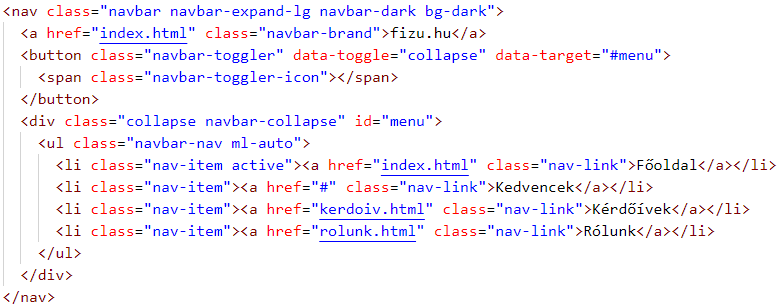 <nav class="navbar navbar-expand-lg navbar-dark bg-dark">
  <a href="index.html" class="navbar-brand">fizu.hu</a>
  <button class="navbar-toggler" data-toggle="collapse" data-target="#menu">
    <span class="navbar-toggler-icon"></span>
  </button>
  <div class="collapse navbar-collapse" id="menu">
    <ul class="navbar-nav ml-auto">
      <li class="nav-item active"><a href="index.html" class="nav-link">Főoldal</a></li>
      <li class="nav-item"><a href="#" class="nav-link">Kedvencek</a></li>
      <li class="nav-item"><a href="kerdoiv.html" class="nav-link">Kérdőívek</a></li>
      <li class="nav-item"><a href="rolunk.html" class="nav-link">Rólunk</a></li>
    </ul>
  </div>
</nav>